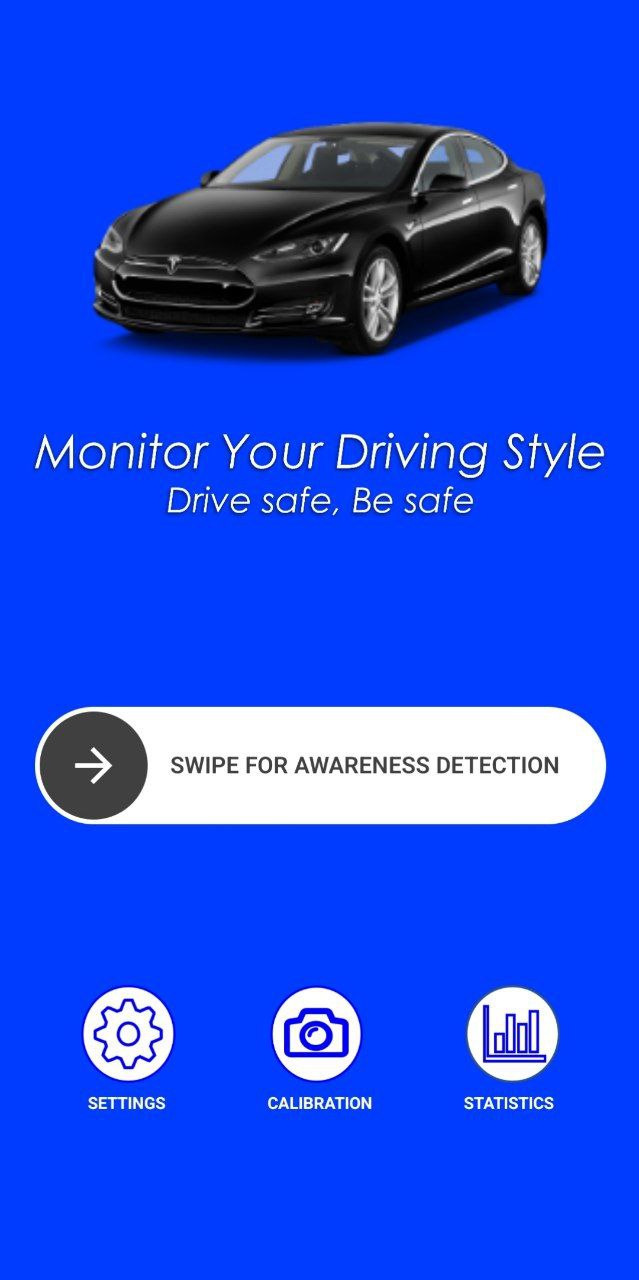 Monitor Your Driving Style
Drive safe, Be safe
SWIPE FOR AWARENESS DETECTION
SETTINGS
CALIBRATION
STATISTICS